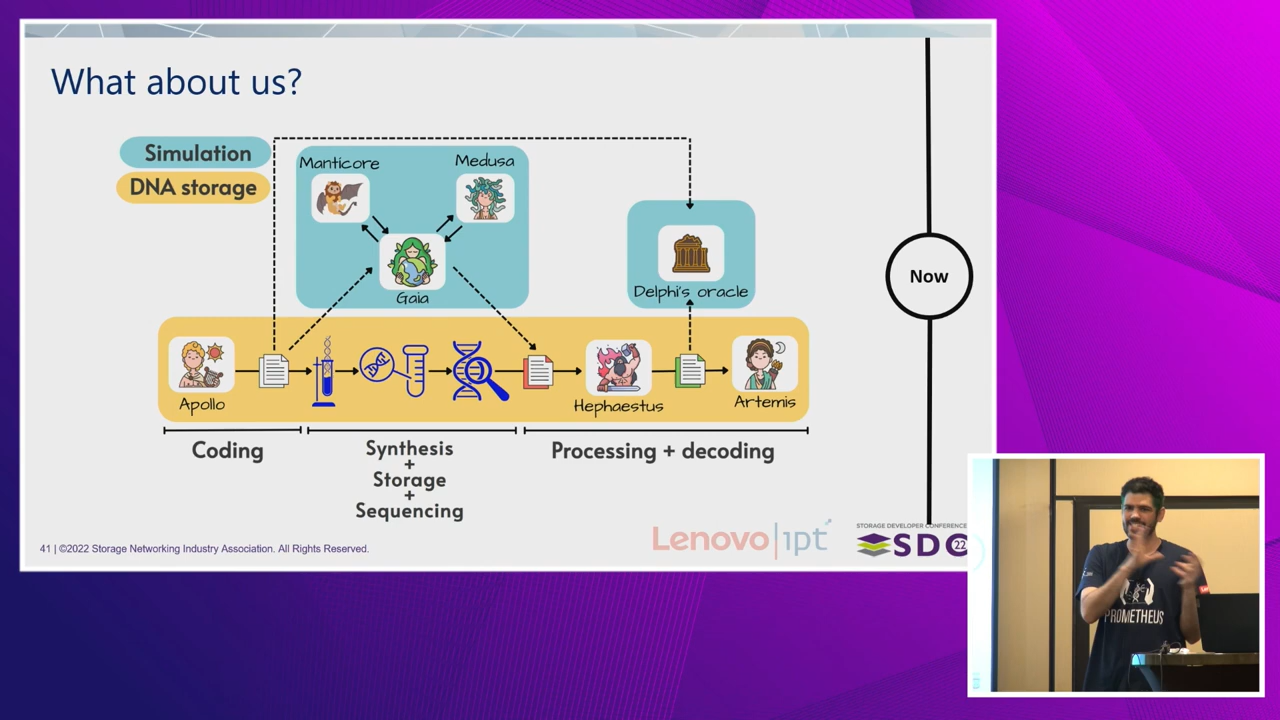 What about us?
Simulation
DNA storage
Manticore
Medusa
Gaia
Delphi's oracle
Apollo
Hephaestus
Artemis
Coding
Synthesis
+
Storage
+
Sequencing
Processing + decoding
Now
41 | ©2022 Storage Networking Industry Association. All Rights Reserved.
Lenovo | ipt
STORAGE DEVELOPER CONFERENCE
SDC
22
PROMETHEUS